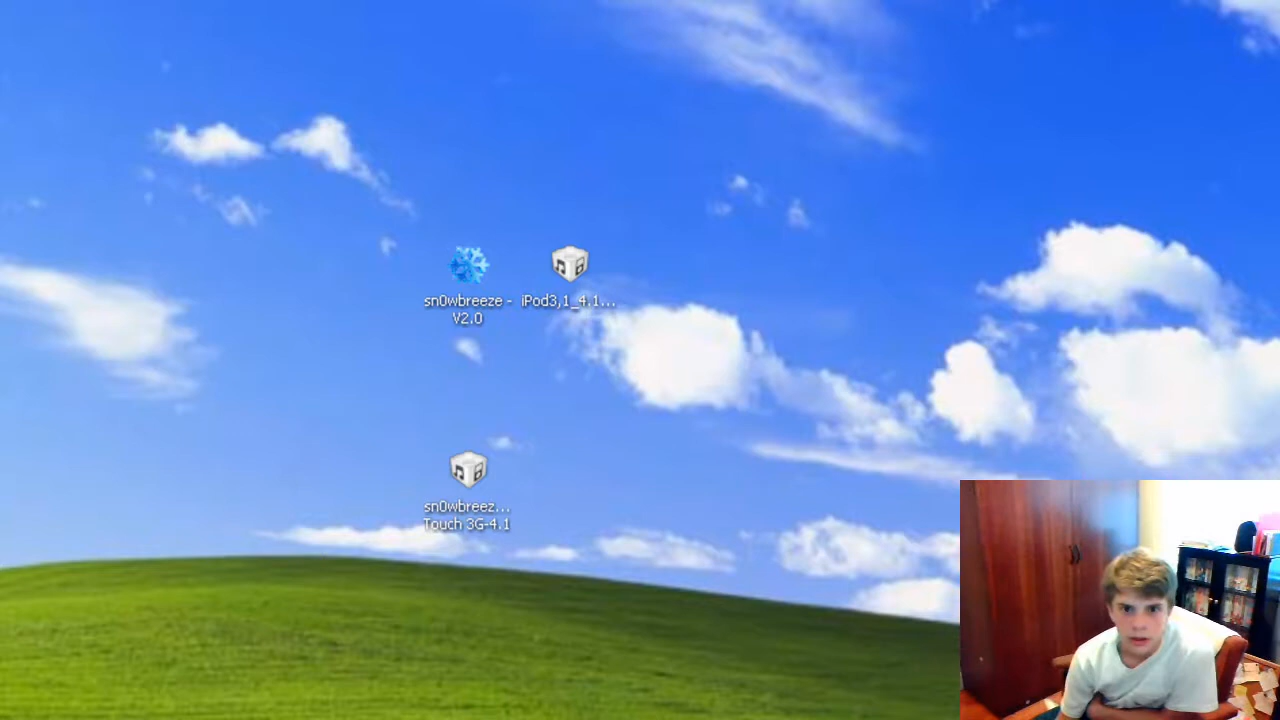 sn0wbreeze -
V2.0
iPod3,1_4.1...
sn0wbreez...
Touch 3G-4.1